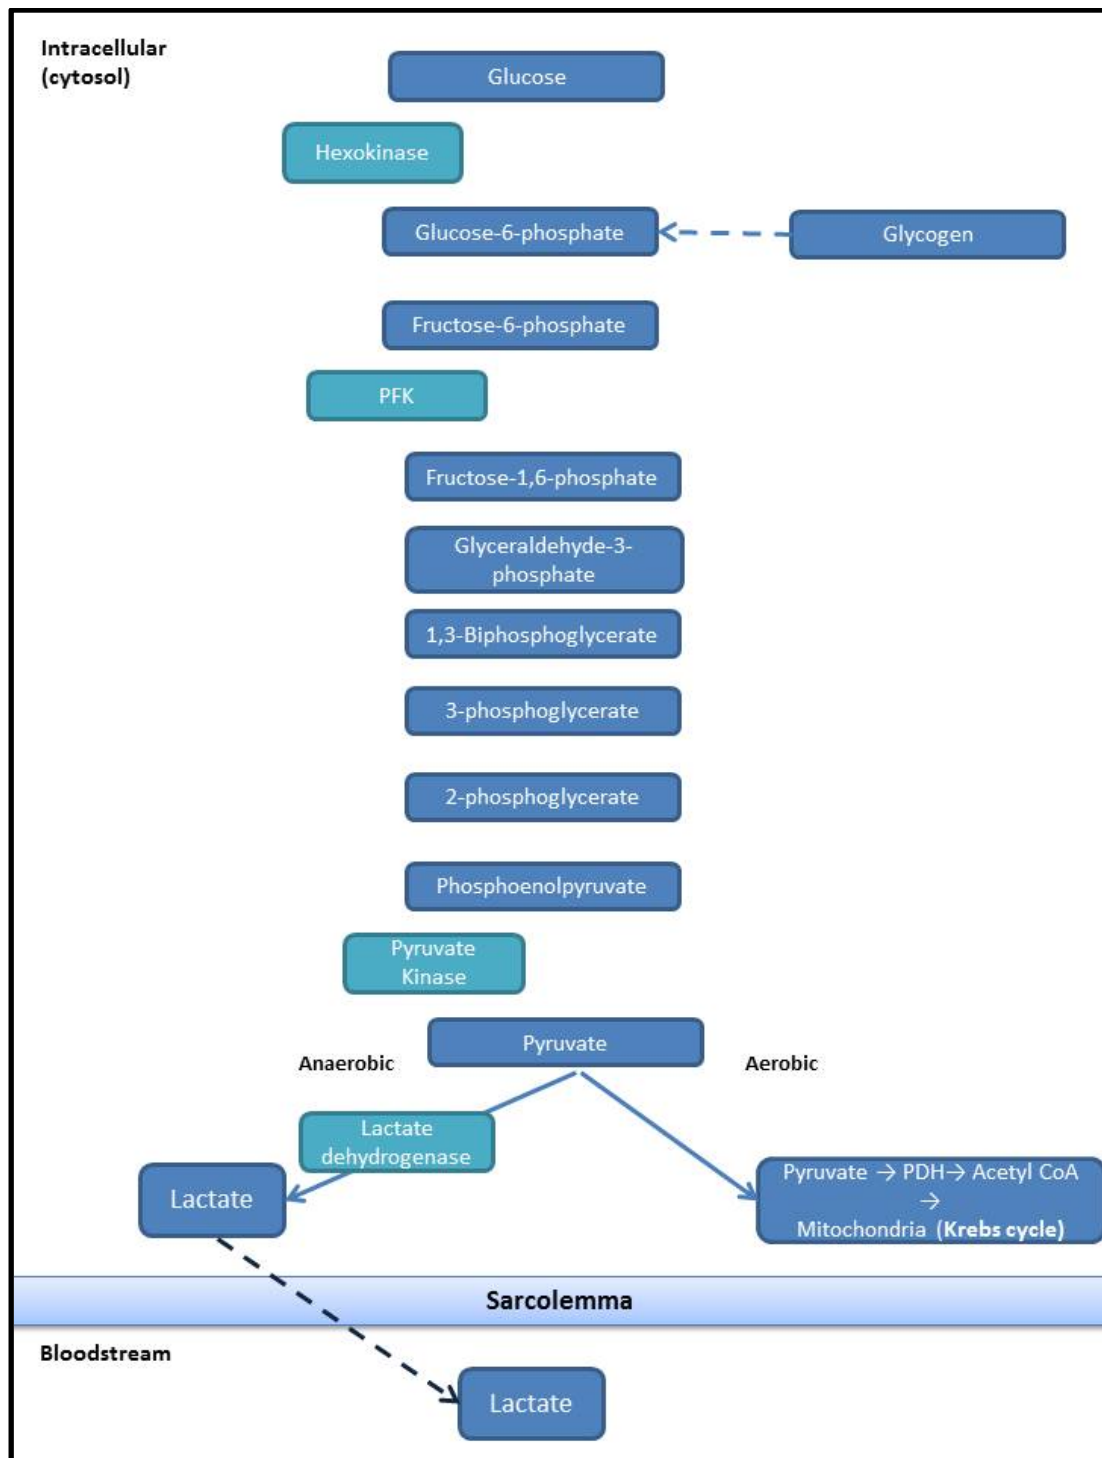 Intracellular
(cytosol)
Glucose
Hexokinase
Glucose-6-phosphate
Glycogen
Fructose-6-phosphate
PFK
Fructose-1,6-phosphate
Glyceraldehyde-3-
phosphate
1,3-Biphosphoglycerate
3-phosphoglycerate
2-phosphoglycerate
Phosphoenolpyruvate
Pyruvate
Kinase
Pyruvate
Anaerobic
Aerobic
Lactate
dehydrogenase
Lactate
Pyruvate → PDH→ Acetyl CoA
→
Mitochondria (Krebs cycle)
Sarcolemma
Bloodstream
Lactate